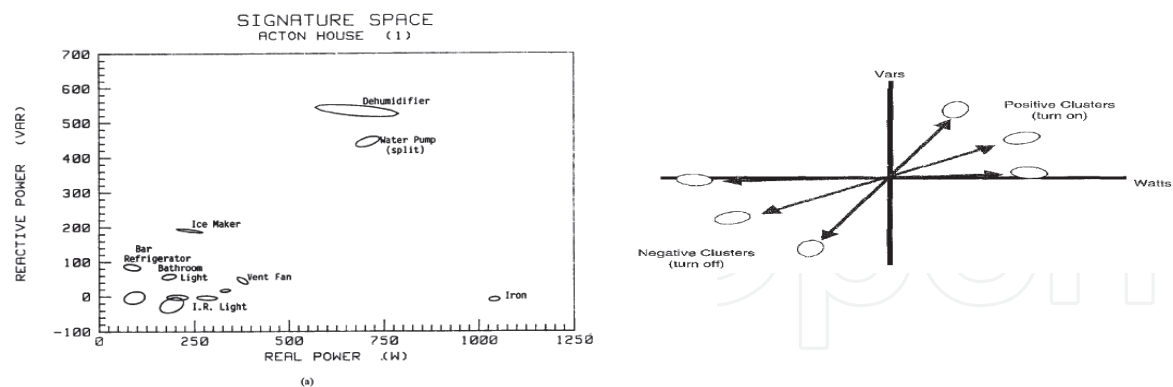 SIGNATURE SPACE
ACTON HOUSE (1)
700
600
500
400
300
200
100
0
-100
REACTIVE POWER (VAR)
Dehumidifier
Water Pump
(split)
Ice Maker
Bar
Refrigerator
Bathroom
Light
Vent Fan
I.R. Light
Iron
0
250
500
750
1000
1250
REAL POWER (W)
(a)
Vars
Positive Clusters
(turn on)
Watts
Negative Clusters
(turn off)
open